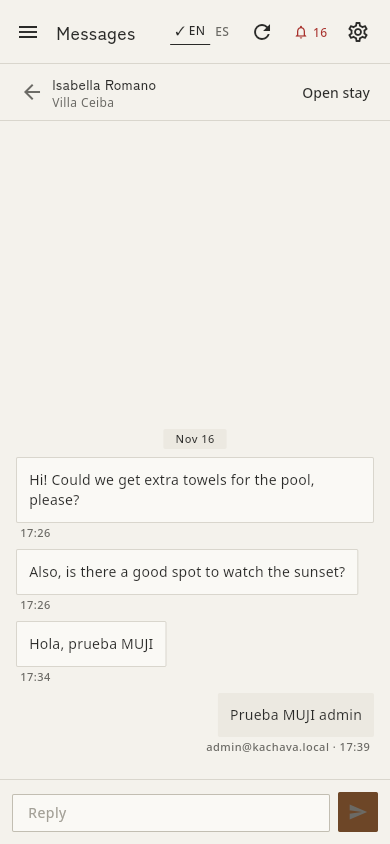 Messages
✓ EN
ES
16
Isabella Romano
Villa Ceiba
Open stay
Nov 16
Hi! Could we get extra towels for the pool,
please?
17:26
Also, is there a good spot to watch the sunset?
17:26
Hola, prueba MUJI
17:34
Prueba MUJI admin
admin@kachava.local · 17:39
Reply